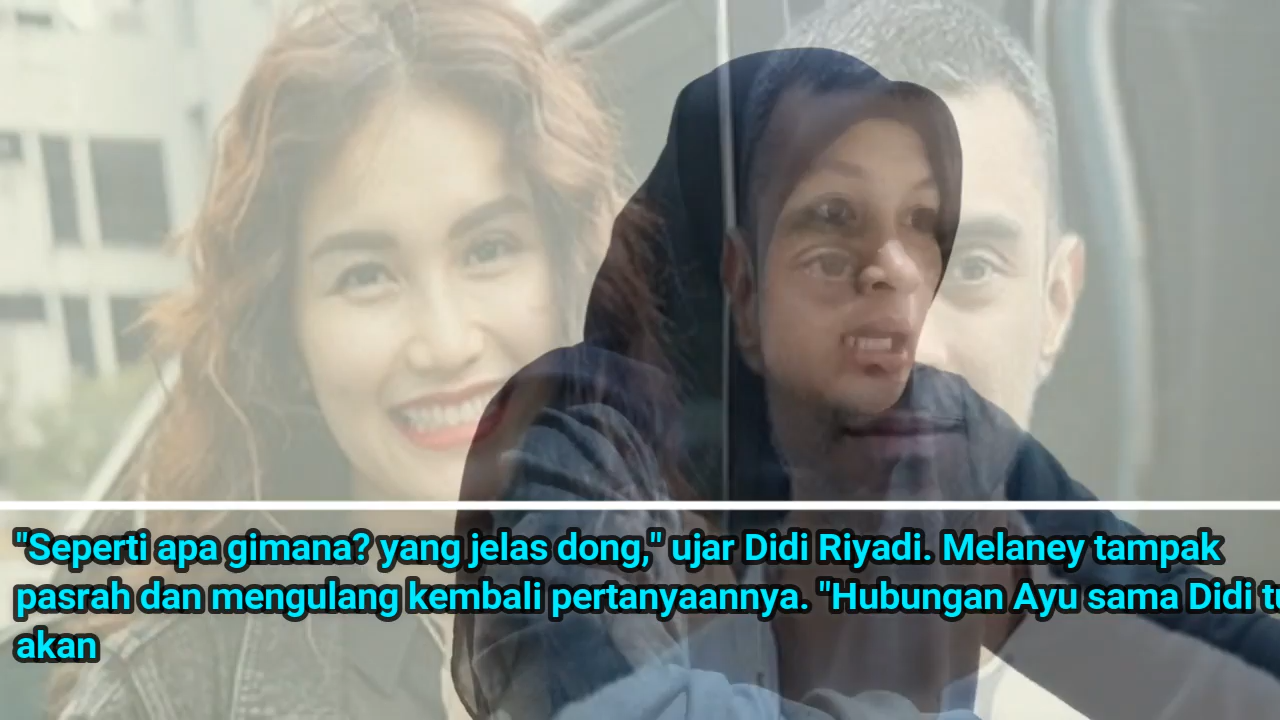 "Seperti apa gimana? yang jelas dong," ujar Didi Riyadi. Melaney tampak
pasrah dan mengulang kembali pertanyaannya. "Hubungan Ayu sama Didi
akan